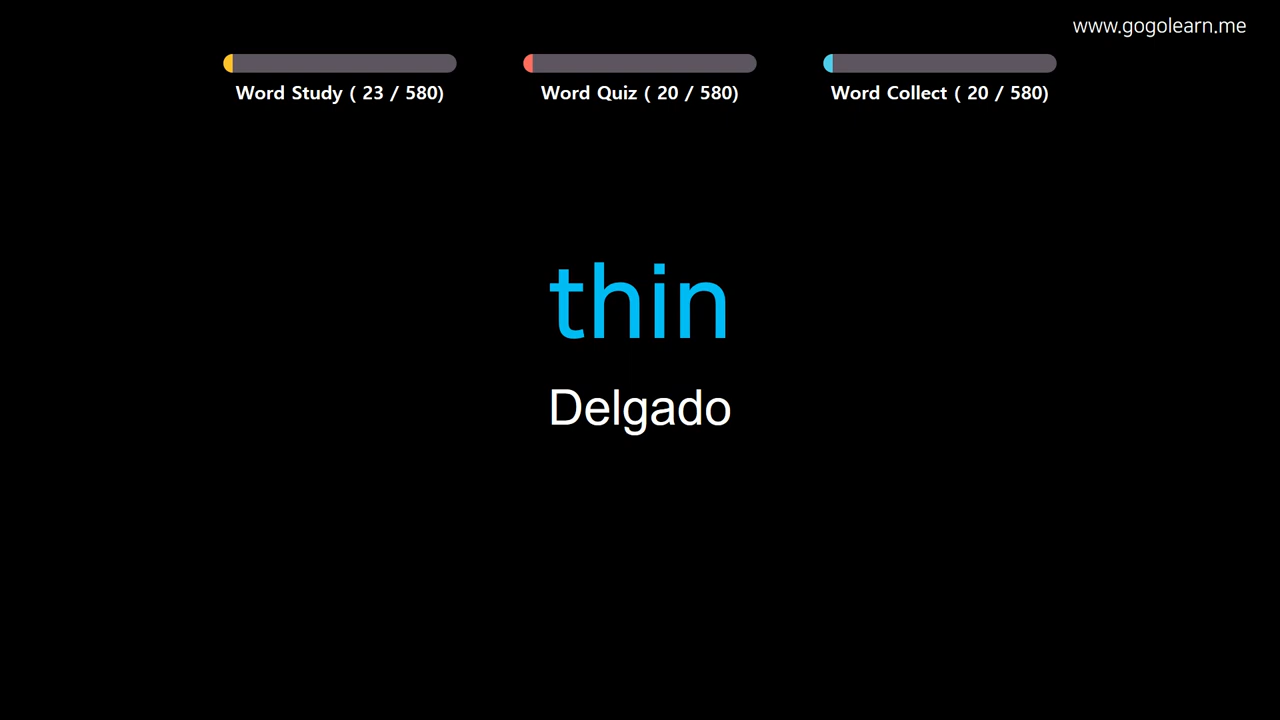 www.gogolearn.me
Word Study ( 23 / 580)
Word Quiz ( 20 / 580)
Word Collect ( 20 / 580)
thin
Delgado